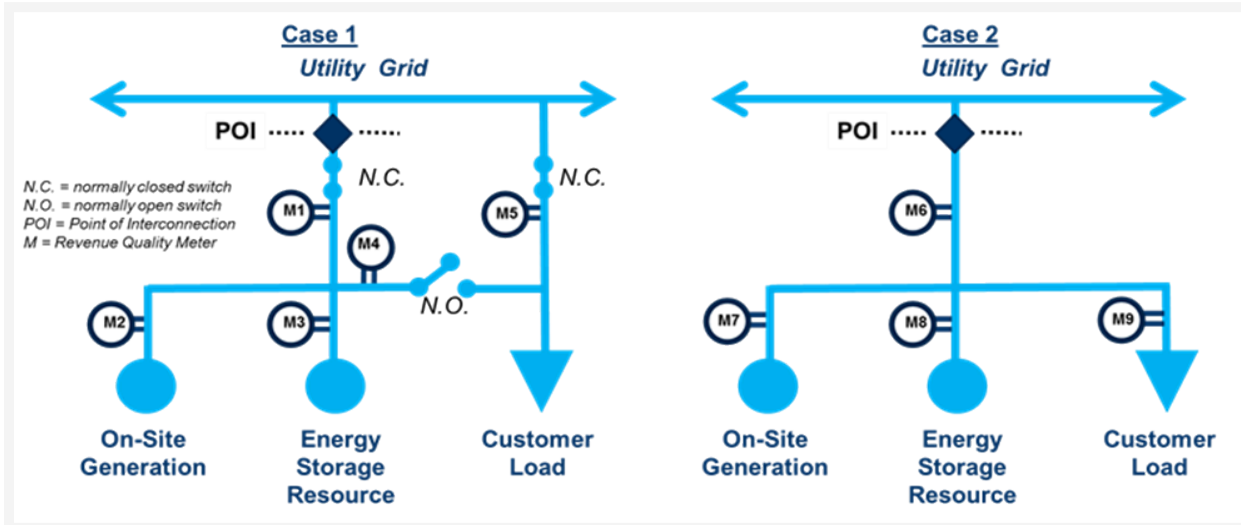 Case 1
Utility Grid
POI
N.C.
N.C.
N.C. = normally closed switch
N.O. = normally open switch
POI = Point of Interconnection
M = Revenue Quality Meter
M1
M5
M4
N.O.
M2
M3
On-Site
Generation
Energy
Storage
Resource
Customer
Load
Case 2
Utility Grid
POI
M6
M7
M8
M9
On-Site
Generation
Energy
Storage
Resource
Customer
Load